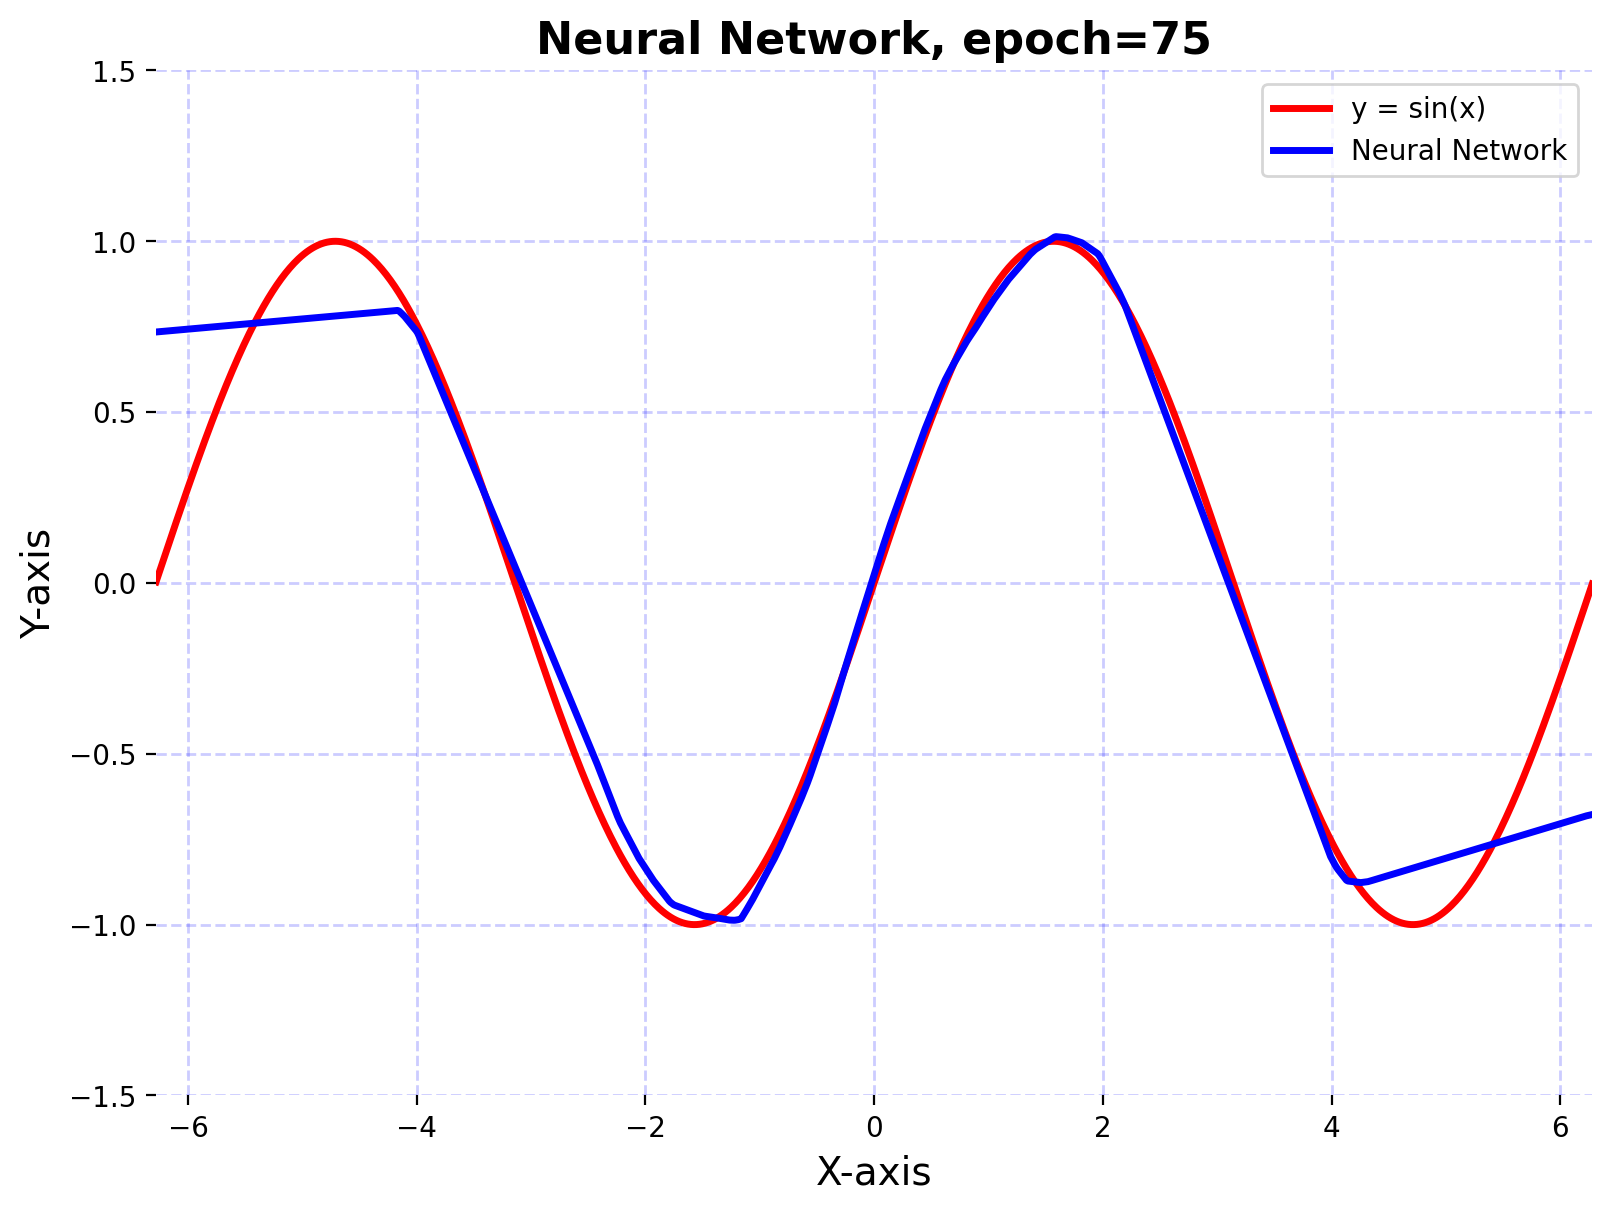 Neural Network, epoch=75
y = sin(x)
Neural Network
1.5
1.0
0.5
0.0
−0.5
−1.0
−1.5
Y-axis
−6 −4 −2 0 2 4 6
X-axis